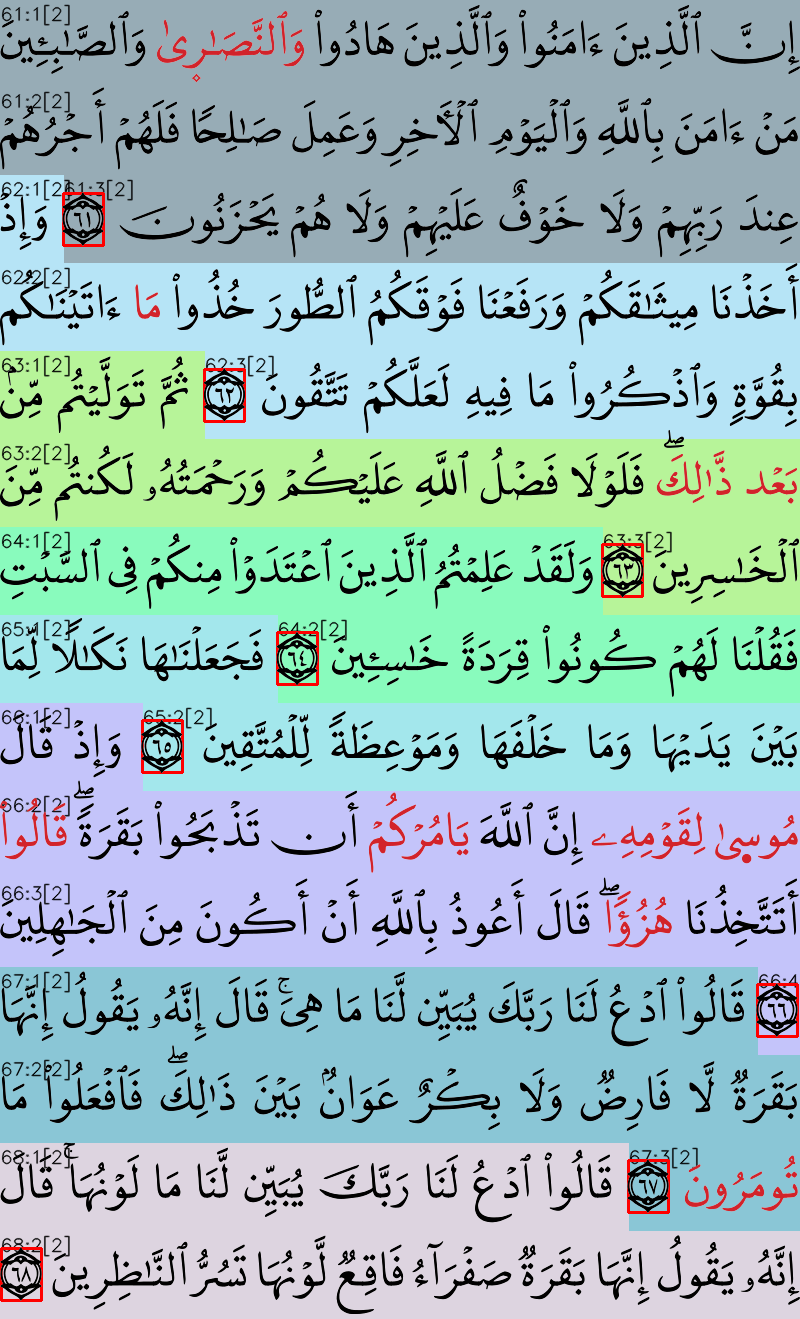 61:1[2]
إِنَّ ٱلَّذِينَ ءَامَنُواْ وَٱلَّذِينَ هَادُواْ وَٱلنَّصَٰرِىٰ وَٱلصَّٰبِـِٔينَ
61:2[2]
مَنْ ءَامَنَ بِٱللَّهِ وَٱلْيَوْمِ ٱلْأَخِرِ وَعَمِلَ صَٰلِحًا فَلَهُمْ أَجْرُهُمْ
62:1[2] 61:3[2]
عِندَ رَبِّهِمْ وَلَا خَوْفٌ عَلَيْهِمْ وَلَا هُمْ يَحْزَنُونَ ٦١ وَإِذْ
62:2[2]
أَخَذْنَا مِيثَٰقَكُمْ وَرَفَعْنَا فَوْقَكُمُ ٱلطُّورَ خُذُواْ مَا ءَاتَيْنَٰكُم
63:1[2] 62:3[2]
بِقُوَّةٍ وَٱذْكُرُواْ مَا فِيهِ لَعَلَّكُمْ تَتَّقُونَ ٦٢ ثُمَّ تَوَلَّيْتُم مِّنۢ
63:2[2]
بَعْد ذَّٰلِكَۖ فَلَوْلَا فَضْلُ ٱللَّهِ عَلَيْكُمْ وَرَحْمَتُهُۥ لَكُنتُم مِّنَ
64:1[2] 63:3[2]
ٱلْخَٰسِرِينَ ٦٣ وَلَقَدْ عَلِمْتُمُ ٱلَّذِينَ ٱعْتَدَوْاْ مِنكُمْ فِى ٱلسَّبْتِ
65:1[2] 64:2[2]
فَقُلْنَا لَهُمْ كُونُواْ قِرَدَةً خَٰسِـِٔينَ ٦٤ فَجَعَلْنَٰهَا نَكَٰلًا لِّمَا
66:1[2] 65:2[2]
بَيْنَ يَدَيْهَا وَمَا خَلْفَهَا وَمَوْعِظَةً لِّلْمُتَّقِينَ ٦٥ وَإِذْ قَالَ
66:2[2]
مُوسِىٰ لِقَوْمِهِۦ إِنَّ ٱللَّهَ يَامُرْكُمْ أَن تَذْبَحُواْ بَقَرَةًۖ قَالُواْ
66:3[2]
أَتَتَّخِذُنَا هُزُؤًاۖ قَالَ أَعُوذُ بِٱللَّهِ أَنْ أَكُونَ مِنَ ٱلْجَٰهِلِينَ
67:1[2] 66:4
٦٦ قَالُواْ ٱدْعُ لَنَا رَبَّكَ يُبَيِّن لَّنَا مَا هِىَۚ قَالَ إِنَّهُۥ يَقُولُ إِنَّهَا
67:2[2]
بَقَرَةٌ لَّا فَارِضٌ وَلَا بِكْرٌ عَوَانٌۢ بَيْنَ ذَٰلِكَۖ فَٱفْعَلُواْ مَا
68:1[2] 67:3[2]
تُومَرُونَ ٦٧ قَالُواْ ٱدْعُ لَنَا رَبَّكَ يُبَيِّن لَّنَا مَا لَوْنُهَاۚ قَالَ
68:2[2]
إِنَّهُۥ يَقُولُ إِنَّهَا بَقَرَةٌ صَفْرَآءُ فَاقِعٌ لَّوْنُهَا تَسُرُّ ٱلنَّٰظِرِينَ ٦٨